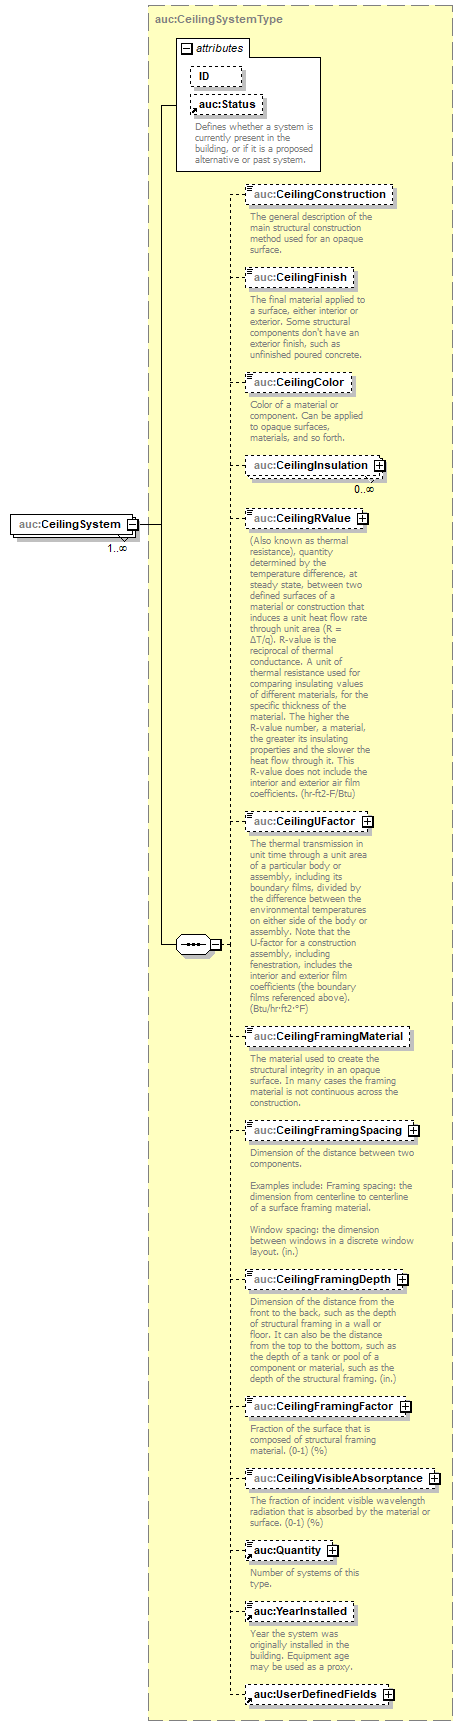 auc:CeilingSystemType
attributes
ID
auc:Status
Defines whether a system is
currently present in the
building, or if it is a proposed
alternative or past system.
auc:CeilingConstruction
The general description of the
main structural construction
method used for an opaque
surface.
auc:CeilingFinish
The final material applied to
a surface, either interior or
exterior. Some structural
components don't have an
exterior finish, such as
unfinished poured concrete.
auc:CeilingColor
Color of a material or
component. Can be applied
to opaque surfaces,
materials, and so forth.
auc:CeilingInsulation
0..∞
auc:CeilingSystem
1..∞
auc:CeilingRValue
(Also known as thermal
resistance), quantity
determined by the
temperature difference, at
steady state, between two
defined surfaces of a
material or construction that
induces a unit heat flow rate
through unit area (R =
ΔT/q). R-value is the
reciprocal of thermal
conductance. A unit of
thermal resistance used for
comparing insulating values
of different materials, for the
specific thickness of the
material. The higher the
R-value number, a material,
the greater its insulating
properties and the slower the
heat flow through it. This
R-value does not include the
interior and exterior air film
coefficients. (hr-ft2-F/Btu)
auc:CeilingUFactor
The thermal transmission in
unit time through a unit area
of a particular body or
assembly, including its
boundary films, divided by
the difference between the
environmental temperatures
on either side of the body or
assembly. Note that the
U-factor for a construction
assembly, including
fenestration, includes the
interior and exterior film
coefficients (the boundary
films referenced above).
(Btu/hr·ft2·°F)
auc:CeilingFramingMaterial
The material used to create the
structural integrity in an opaque
surface. In many cases the framing
material is not continuous across the
construction.
auc:CeilingFramingSpacing
Dimension of the distance between two
components.
Examples include: Framing spacing: the
dimension from centerline to centerline
of a surface framing material.
Window spacing: the dimension
between windows in a discrete window
layout. (in.)
auc:CeilingFramingDepth
Dimension of the distance from the
front to the back, such as the depth
of structural framing in a wall or
floor. It can also be the distance
from the top to the bottom, such as
the depth of a tank or pool of a
component or material, such as the
depth of the structural framing. (in.)
auc:CeilingFramingFactor
Fraction of the surface that is
composed of structural framing
material. (0-1) (%)
auc:CeilingVisibleAbsorptance
The fraction of incident visible wavelength
radiation that is absorbed by the material or
surface. (0-1) (%)
auc:Quantity
Number of systems of this
type.
auc:YearInstalled
Year the system was
originally installed in the
building. Equipment age
may be used as a proxy.
auc:UserDefinedFields